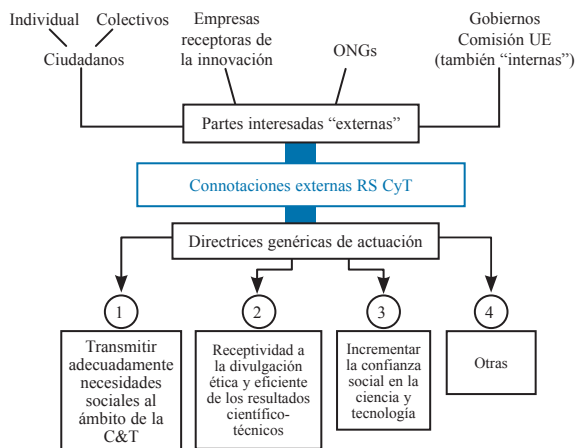 Individual Colectivos
Ciudadanos
Empresas
receptoras de
la innovación
ONGs
Gobiernos
Comisión UE
(también “internas”)
Partes interesadas “externas”
Connotaciones externas RS CyT
Directrices genéricas de actuación
1
Transmitir
adecuadamente
necesidades
sociales al
ámbito de la
C&T
2
Receptividad a
la divulgación
ética y eficiente
de los resultados
científico-
técnicos
3
Incrementar
la confianza
social en la
ciencia y
tecnología
4
Otras